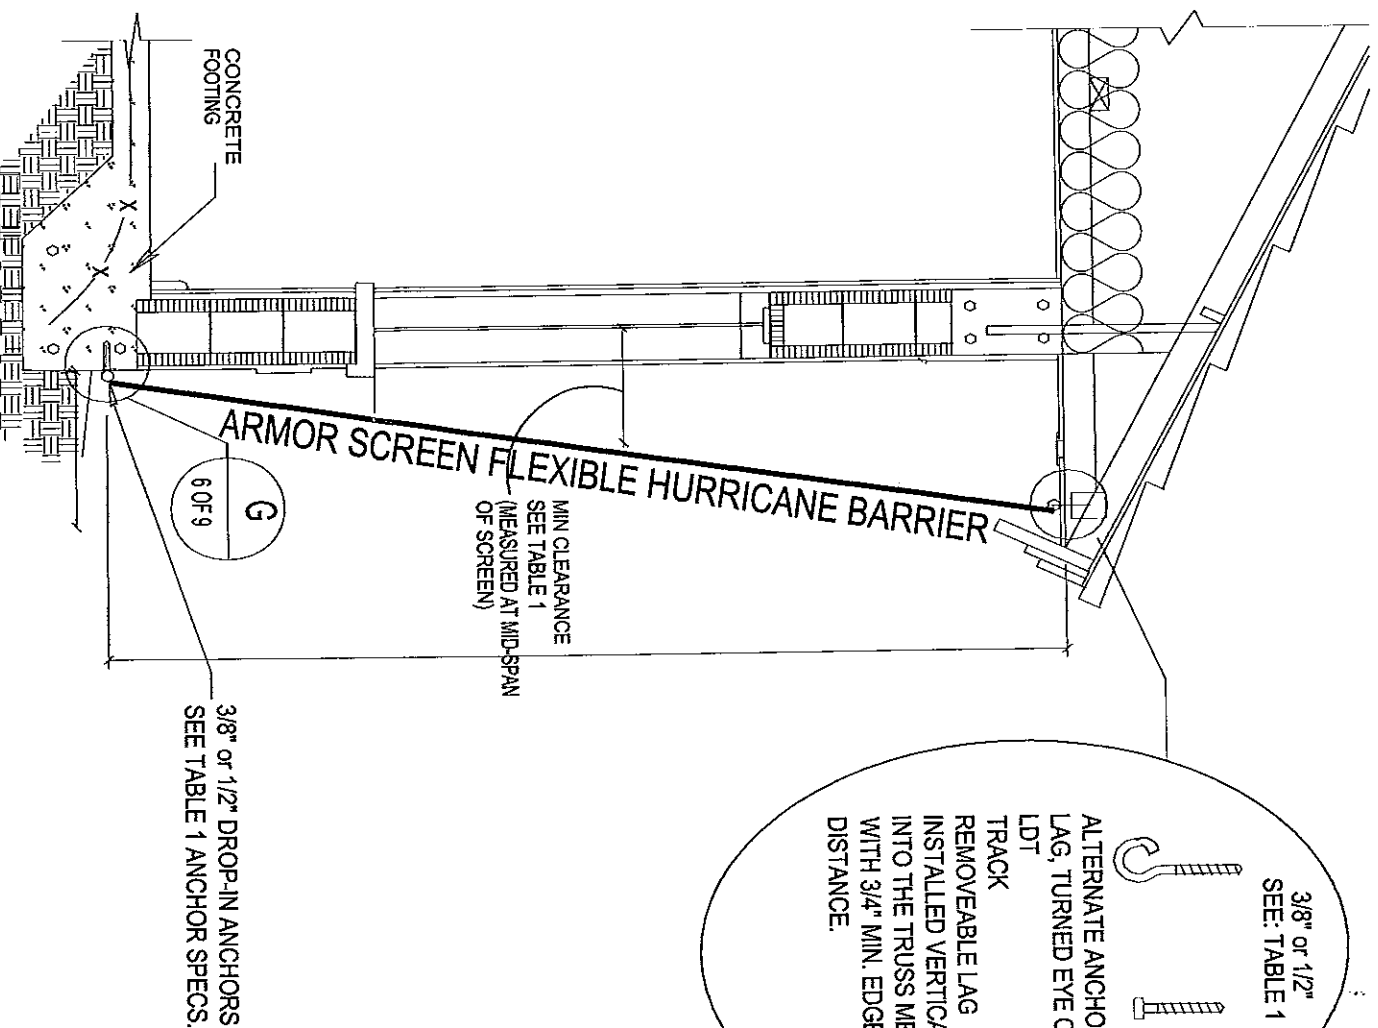 CONCRETE
FOOTING
ARMOR SCREEN FLEXIBLE HURRICANE BARRIER
G
6 OF 9
MIN CLEARANCE
SEE TABLE 1
(MEASURED AT MID-SPAN
OF SCREEN)
3/8" or 1/2" DROP-IN ANCHORS
SEE TABLE 1 ANCHOR SPECS.
3/8" or 1/2"
SEE: TABLE 1
ALTERNATE ANCHO
LAG, TURNED EYE
LDT
TRACK
REMOVEABLE LAG
INSTALLED VERTICA
INTO THE TRUSS ME
WITH 3/4" MIN. EDGE
DISTANCE.
X
X